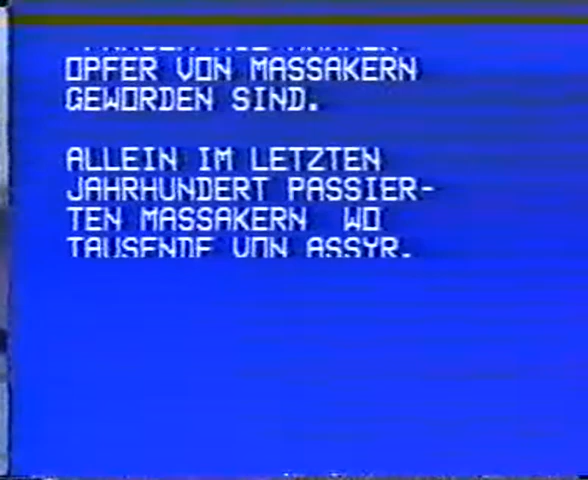 OPFER VON MASSAKERN
GEWORDEN SIND.
ALLEIN IM LETZTEN
JAHRHUNDERT PASSIER-
TEN MASSAKERN WO
TAUSENDE VON ASSYR.